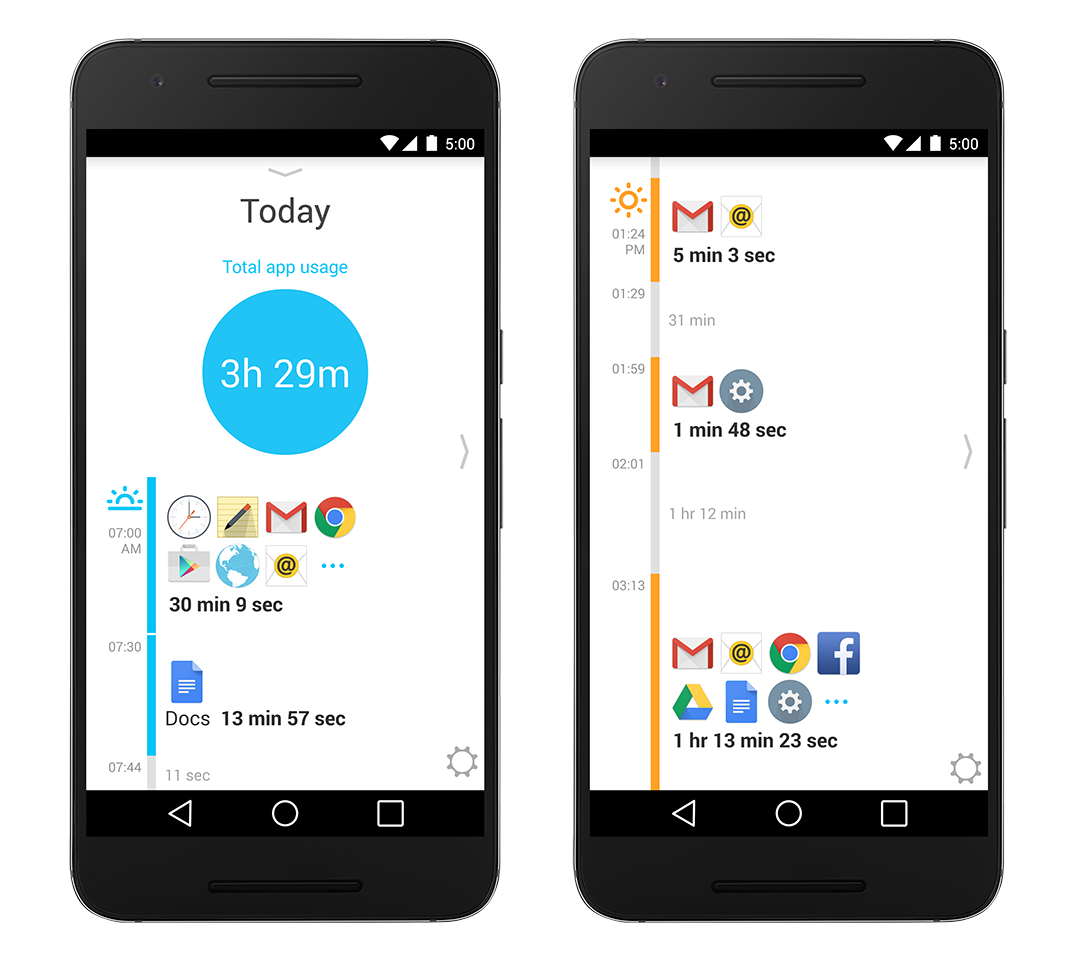 5:00
Today
Total app usage
3h 29m
07:00
AM
@
30 min 9 sec
07:30
Docs 13 min 57 sec
07:44
11 sec
5:00
@
01:24
PM
5 min 3 sec
01:29
31 min
01:59
1 min 48 sec
02:01
1 hr 12 min
03:13
@
f
1 hr 13 min 23 sec